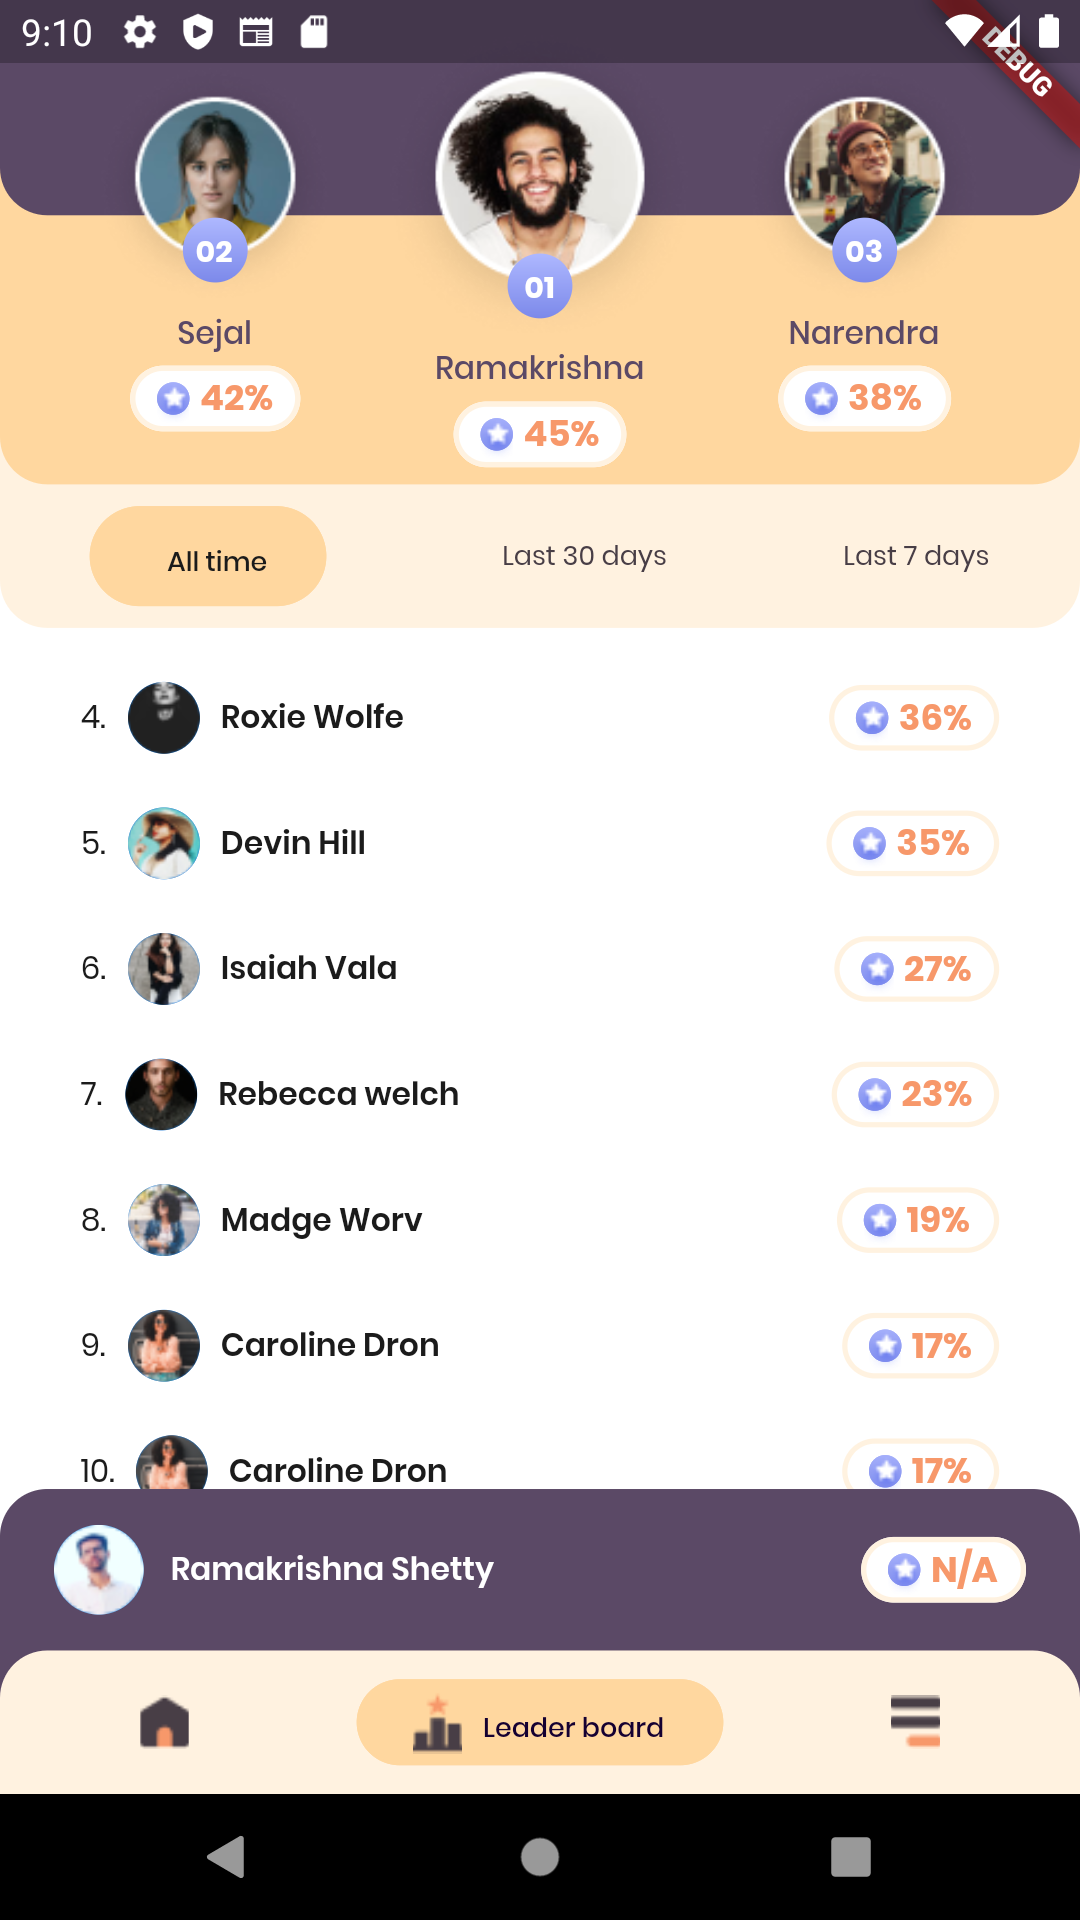 9:10
DEBUG
02
01
03
Sejal
Ramakrishna
Narendra
42%
45%
38%
All time
Last 30 days
Last 7 days
4. Roxie Wolfe 36%
5. Devin Hill 35%
6. Isaiah Vala 27%
7. Rebecca welch 23%
8. Madge Worv 19%
9. Caroline Dron 17%
10. Caroline Dron 17%
Ramakrishna Shetty N/A
Leader board